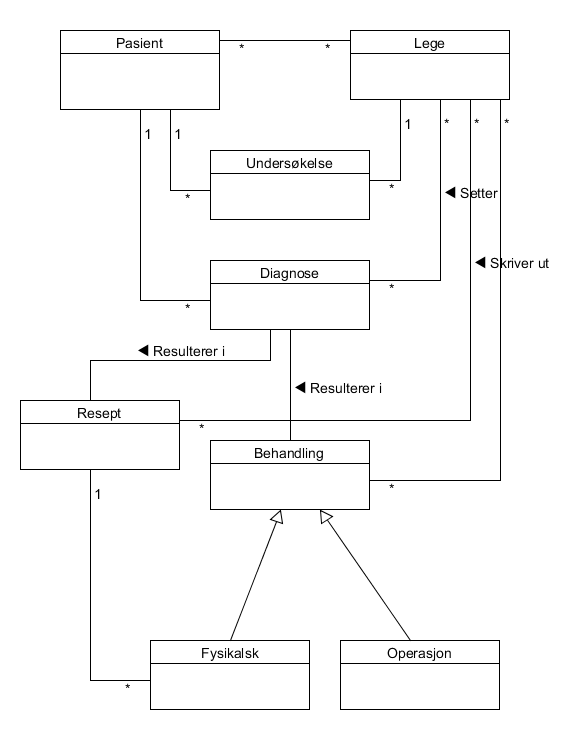 Pasient
Lege
*
*
1
1
1
*
*
*
Undersøkelse
*
*
◀ Setter
Diagnose
◀ Skriver ut
*
*
◀ Resulterer i
◀ Resulterer i
Resept
*
Behandling
*
1
Fysikalsk
Operasjon
*